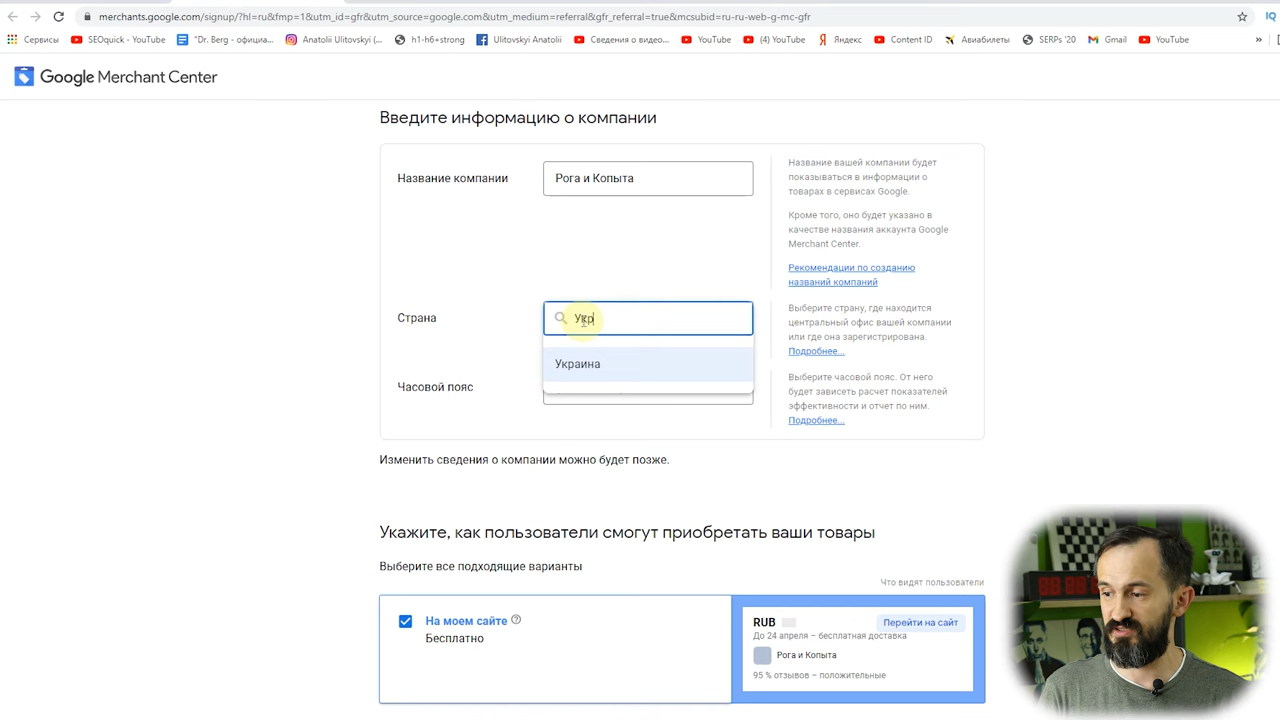 merchants.google.com/signup/?hl=ru&fmp=1&utm_id=gfr&utm_source=google.com&utm_medium=referral&gfr_referral=true&mcsubid=ru-ru-web-g-mc-gfr
IQ
Сервисы SEOquick - YouTube "Dr. Berg - официа... Anatolii Ulitovskyi (... h1-h6+strong Ulitovskyi Anatolii Сведения о видео... YouTube (4) YouTube Яндекс Content ID Авиабилеты SERPs '20 Gmail YouTube »
Google Merchant Center
Введите информацию о компании
Название компании
Рога и Копыта
Название вашей компании будет
показываться в информации о
товарах в сервисах Google.
Кроме того, оно будет указано в
качестве названия аккаунта Google
Merchant Center.
Рекомендации по созданию
названий компаний
Страна
Укр
Украина
Выберите страну, где находится
центральный офис вашей компании
или где она зарегистрирована.
Подробнее...
Часовой пояс
Выберите часовой пояс. От него
будет зависеть расчет показателей
эффективности и отчет по ним.
Подробнее...
Изменить сведения о компании можно будет позже.
Укажите, как пользователи смогут приобретать ваши товары
Выберите все подходящие варианты
Что видят пользователи
На моем сайте
Бесплатно
RUB
Перейти на сайт
До 24 апреля – бесплатная доставка
Рога и Копыта
95 % отзывов – положительные